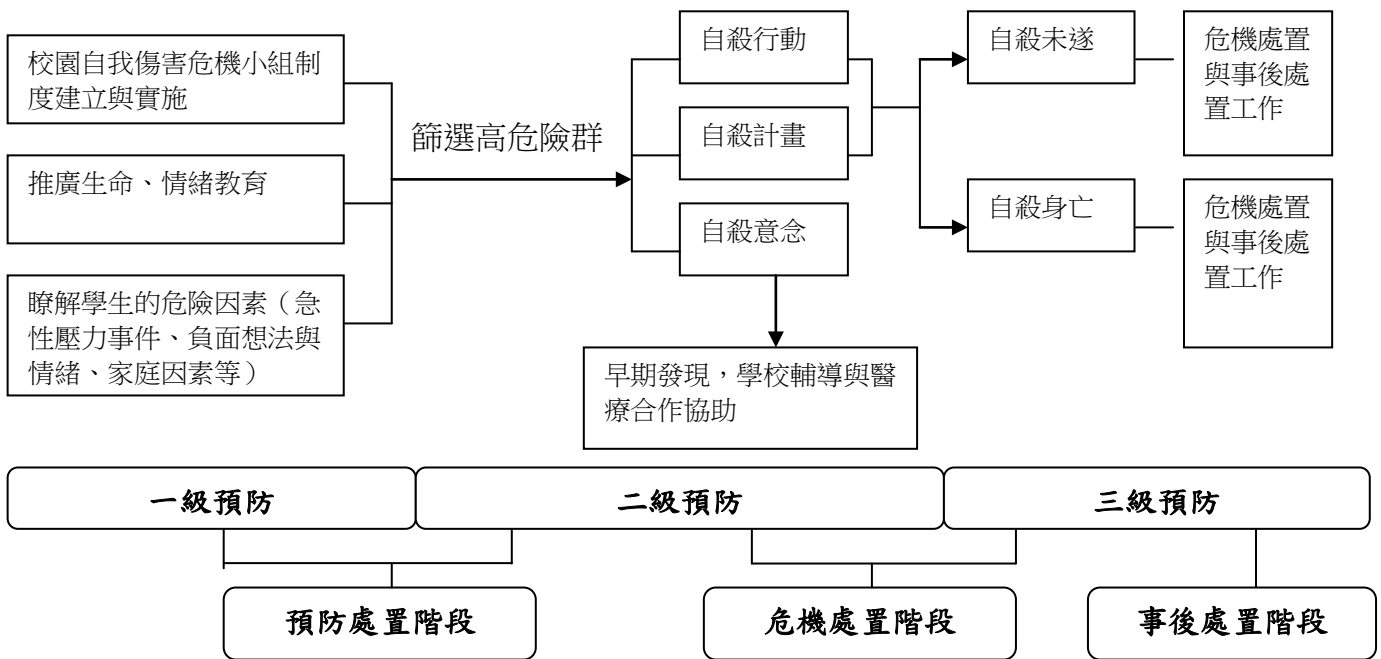 校園自我傷害危機小組制
度建立與實施
推廣生命、情緒教育
瞭解學生的危險因素（急
性壓力事件、負面想法與
情緒、家庭因素等）
篩選高危險群
自殺行動
自殺計畫
自殺意念
早期發現，學校輔導與醫
療合作協助
自殺未遂
危機處置
與事後處
置工作
自殺身亡
危機處置
與事後處
置工作
一級預防
二級預防
三級預防
預防處置階段
危機處置階段
事後處置階段